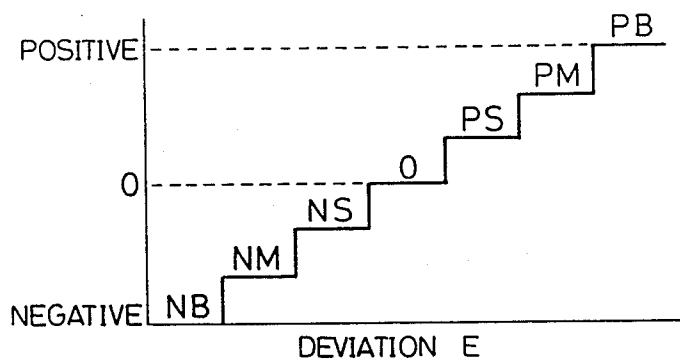 PB
POSITIVE
PM
PS
0
0
NS
NM
NB
NEGATIVE
DEVIATION E